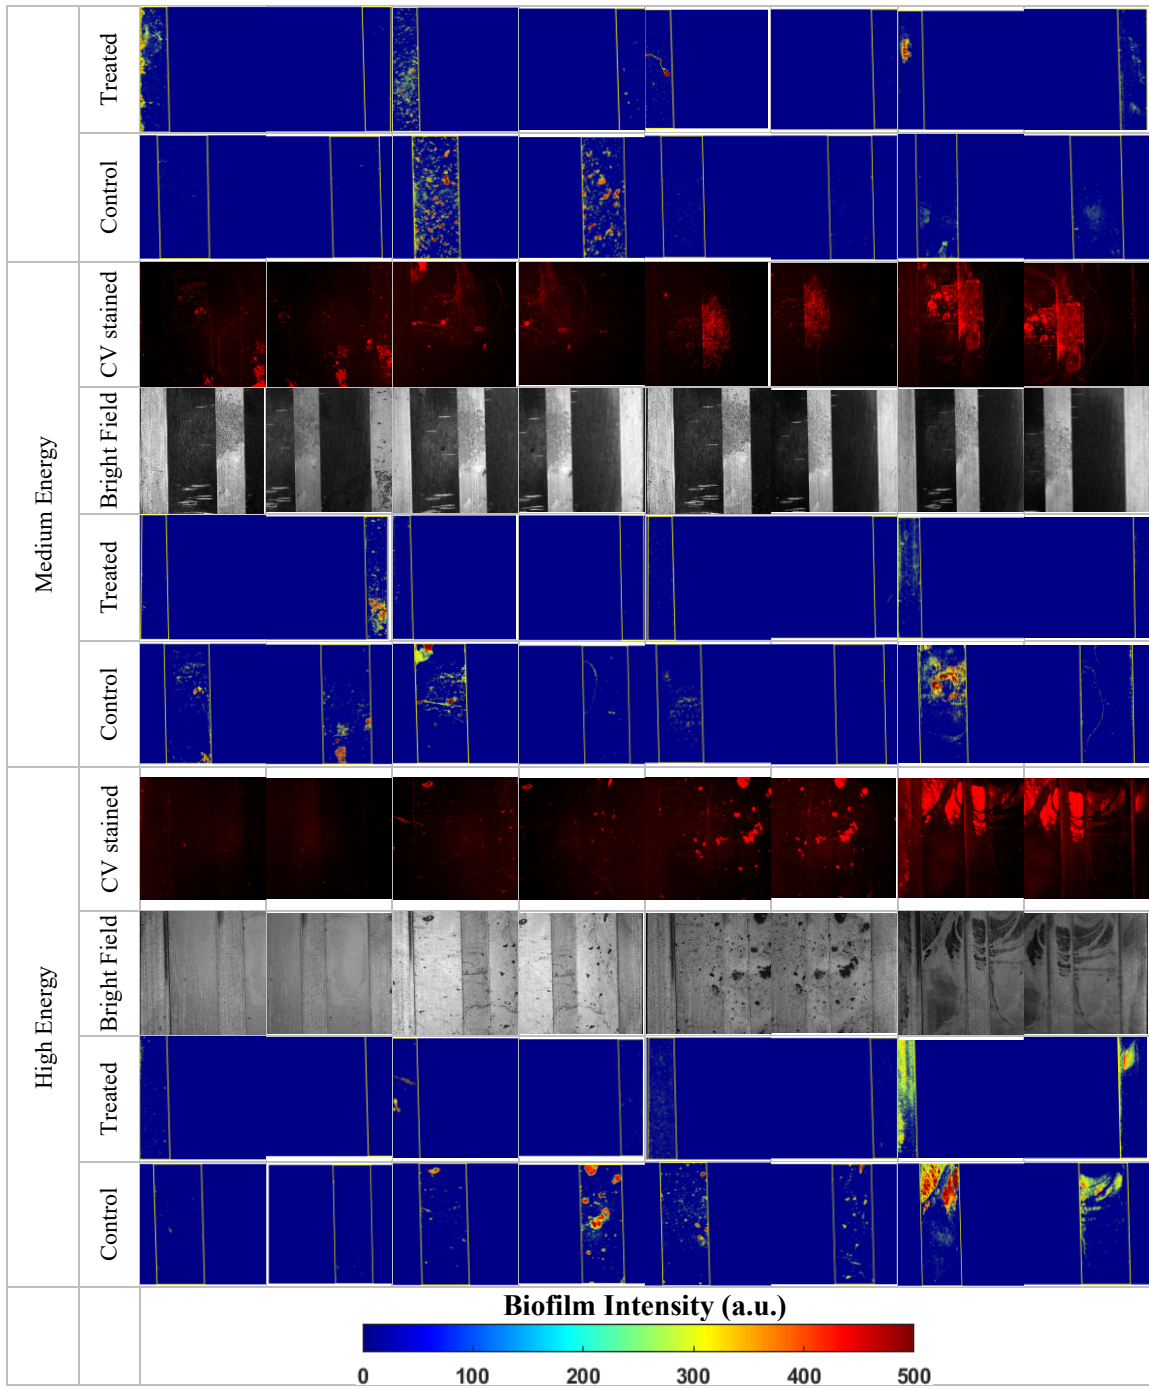 Treated
Control
Medium Energy
CV stained
Bright Field
Treated
Control
High Energy
CV stained
Bright Field
Treated
Control
Biofilm Intensity (a.u.)
0 100 200 300 400 500